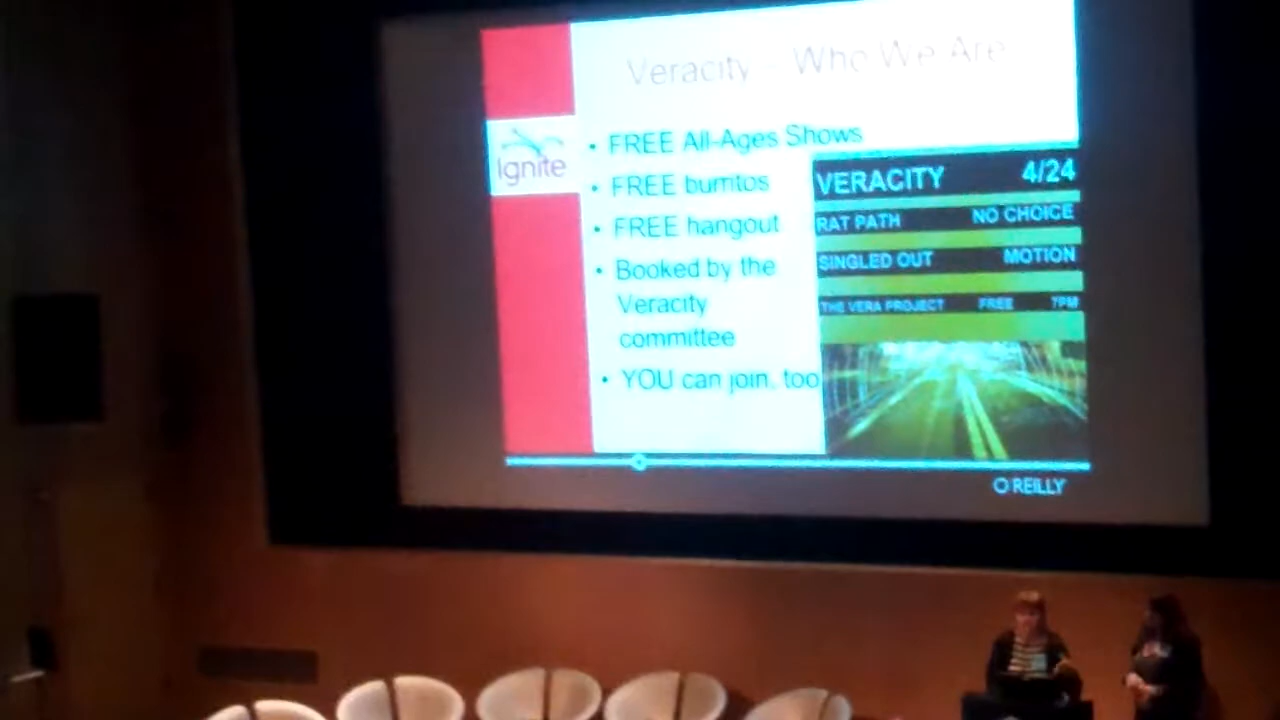 Veracity - Who We Are
Ignite
• FREE All-Ages Shows
• FREE burritos
• FREE hangout
• Booked by the
Veracity
committee
• YOU can join, too
VERACITY 4/24
RAT PATH NO CHOICE
SINGLED OUT MOTION
THE VERA PROJECT FREE 7PM
O'REILLY